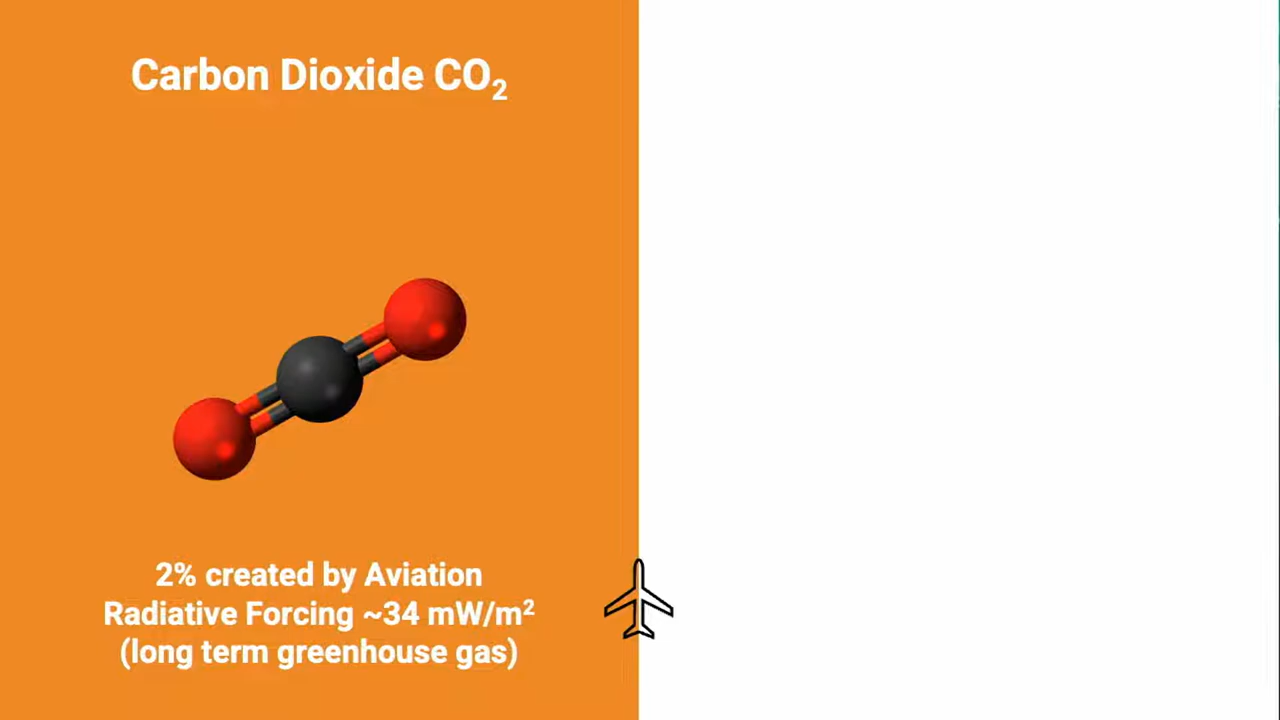 Carbon Dioxide CO₂
2% created by Aviation
Radiative Forcing ~34 mW/m²
(long term greenhouse gas)